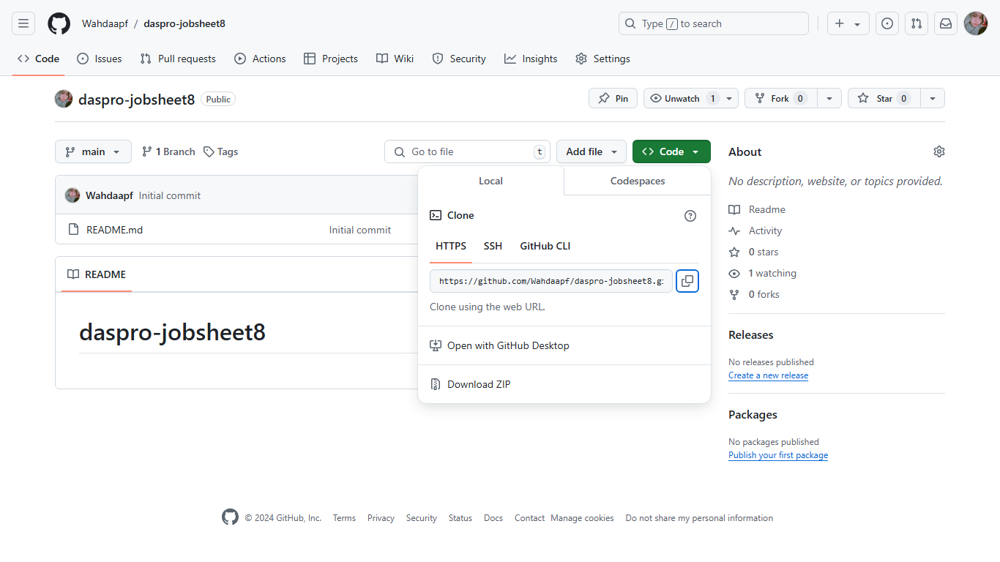 Wahdaapf / daspro-jobsheet8
Type / to search
Code Issues Pull requests Actions Projects Wiki Security Insights Settings
daspro-jobsheet8 Public
Pin Unwatch 1 Fork 0 Star 0
main 1 Branch Tags Go to file t Add file Code
Wahdaapf Initial commit
README.md Initial commit
README
daspro-jobsheet8
Local Codespaces
Clone
HTTPS SSH GitHub CLI
https://github.com/Wahdaapf/daspro-jobsheet8.gi
Clone using the web URL.
Open with GitHub Desktop
Download ZIP
About
No description, website, or topics provided.
Readme
Activity
0 stars
1 watching
0 forks
Releases
No releases published
Create a new release
Packages
No packages published
Publish your first package
© 2024 GitHub, Inc. Terms Privacy Security Status Docs Contact Manage cookies Do not share my personal information